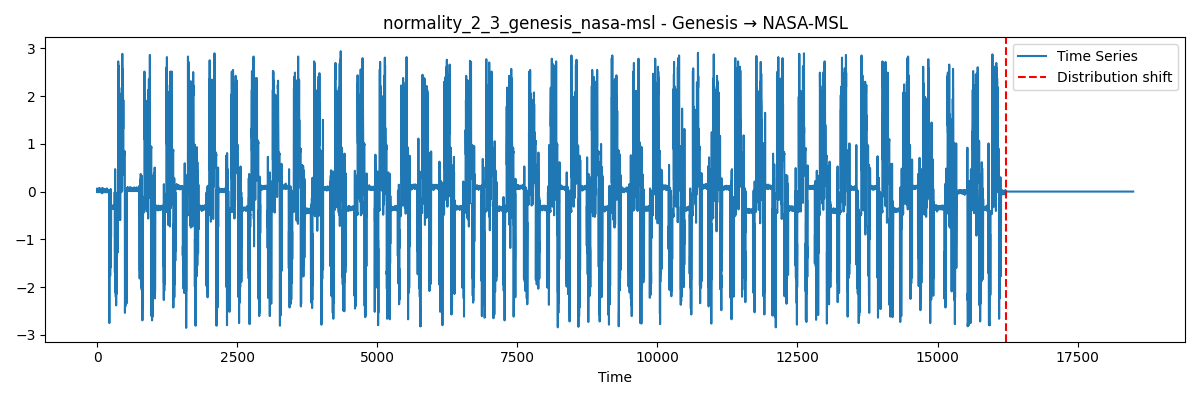 normality_2_3_genesis_nasa-msl - Genesis → NASA-MSL
3
2
1
0
−1
−2
−3
Time Series
Distribution shift
0 2500 5000 7500 10000 12500 15000 17500
Time